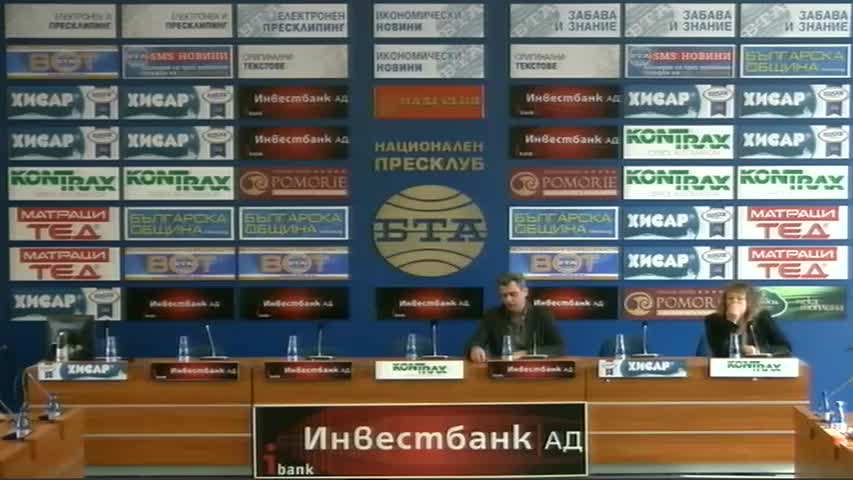 ЕЛЕКТРОНЕН И ПРЕСКЛИПИНГ
ЕЛЕКТРОНЕН И ПРЕСКЛИПИНГ
ЕЛЕКТРОНЕН ПРЕСКЛИПИНГ
ИКОНОМИЧЕСКИ НОВИНИ
ЕЛЕКТРОНЕН ПРЕСКЛИПИНГ
ЗАБАВА И ЗНАНИЕ
ЗАБАВА И ЗНАНИЕ
SMS НОВИНИ
ОРИГИНАЛНИ ТЕКСТОВЕ
ИКОНОМИЧЕСКИ НОВИНИ
ОРИГИНАЛНИ ТЕКСТОВЕ
SMS НОВИНИ
БЪЛГАРСКА ОБЩИНА
ХИСАР
ХИСАР
ИНВЕСТБАНК АД
ИНВЕСТБАНК АД
ХИСАР
ХИСАР
ХИСАР
ХИСАР
ИНВЕСТБАНК АД
НАЦИОНАЛЕН ПРЕСКЛУБ
ИНВЕСТБАНК АД
KONTRAX
ХИСАР
KONTRAX
KONTRAX
POMORIE
POMORIE
KONTRAX
KONTRAX
МАТРАЦИ ТЕД
БЪЛГАРСКА ОБЩИНА
БЪЛГАРСКА ОБЩИНА
БТА
БЪЛГАРСКА ОБЩИНА
ХИСАР
МАТРАЦИ ТЕД
МАТРАЦИ ТЕД
ХИСАР
МАТРАЦИ ТЕД
ХИСАР
ИНВЕСТБАНК АД
ИНВЕСТБАНК АД
ИНВЕСТБАНК АД
ИНВЕСТБАНК АД
POMORIE
ХИСАР
ИНВЕСТБАНК АД
ИНВЕСТБАНК АД
KONTRAX
ИНВЕСТБАНК АД
ХИСАР
KONTRAX
ИНВЕСТБАНК АД
ibank